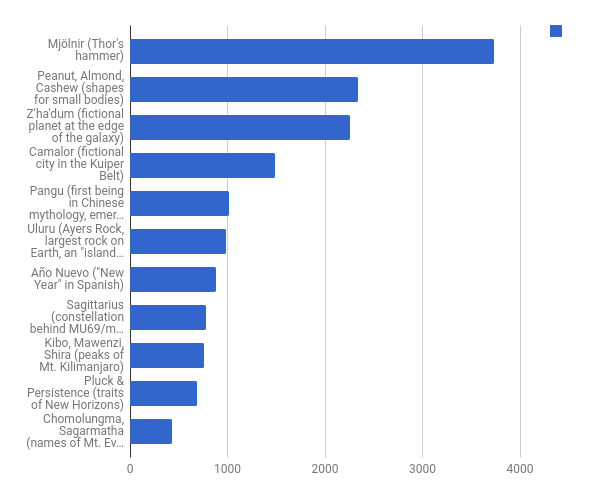 Mjölnir (Thor's
hammer)
Peanut, Almond,
Cashew (shapes
for small bodies)
Z'ha'dum (fictional
planet at the edge
of the galaxy)
Camalor (fictional
city in the Kuiper
Belt)
Pangu (first being
in Chinese
mythology, emer…
Uluru (Ayers Rock,
largest rock on
Earth, an "island…
Año Nuevo ("New
Year" in Spanish)
Sagittarius
(constellation
behind MU69/m…
Kibo, Mawenzi,
Shira (peaks of
Mt. Kilimanjaro)
Pluck &
Persistence (traits
of New Horizons)
Chomolungma,
Sagarmatha
(names of Mt. Ev…
0 1000 2000 3000 4000